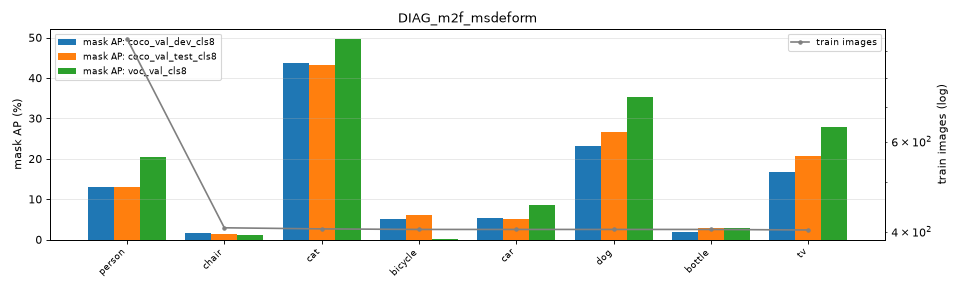 DIAG_m2f_msdeform
mask AP: coco_val_dev_cls8
mask AP: coco_val_test_cls8
mask AP: voc_val_cls8
train images
mask AP (%)
50
40
30
20
10
0
train images (log)
6 × 10²
4 × 10²
person
chair
cat
bicycle
car
dog
bottle
tv